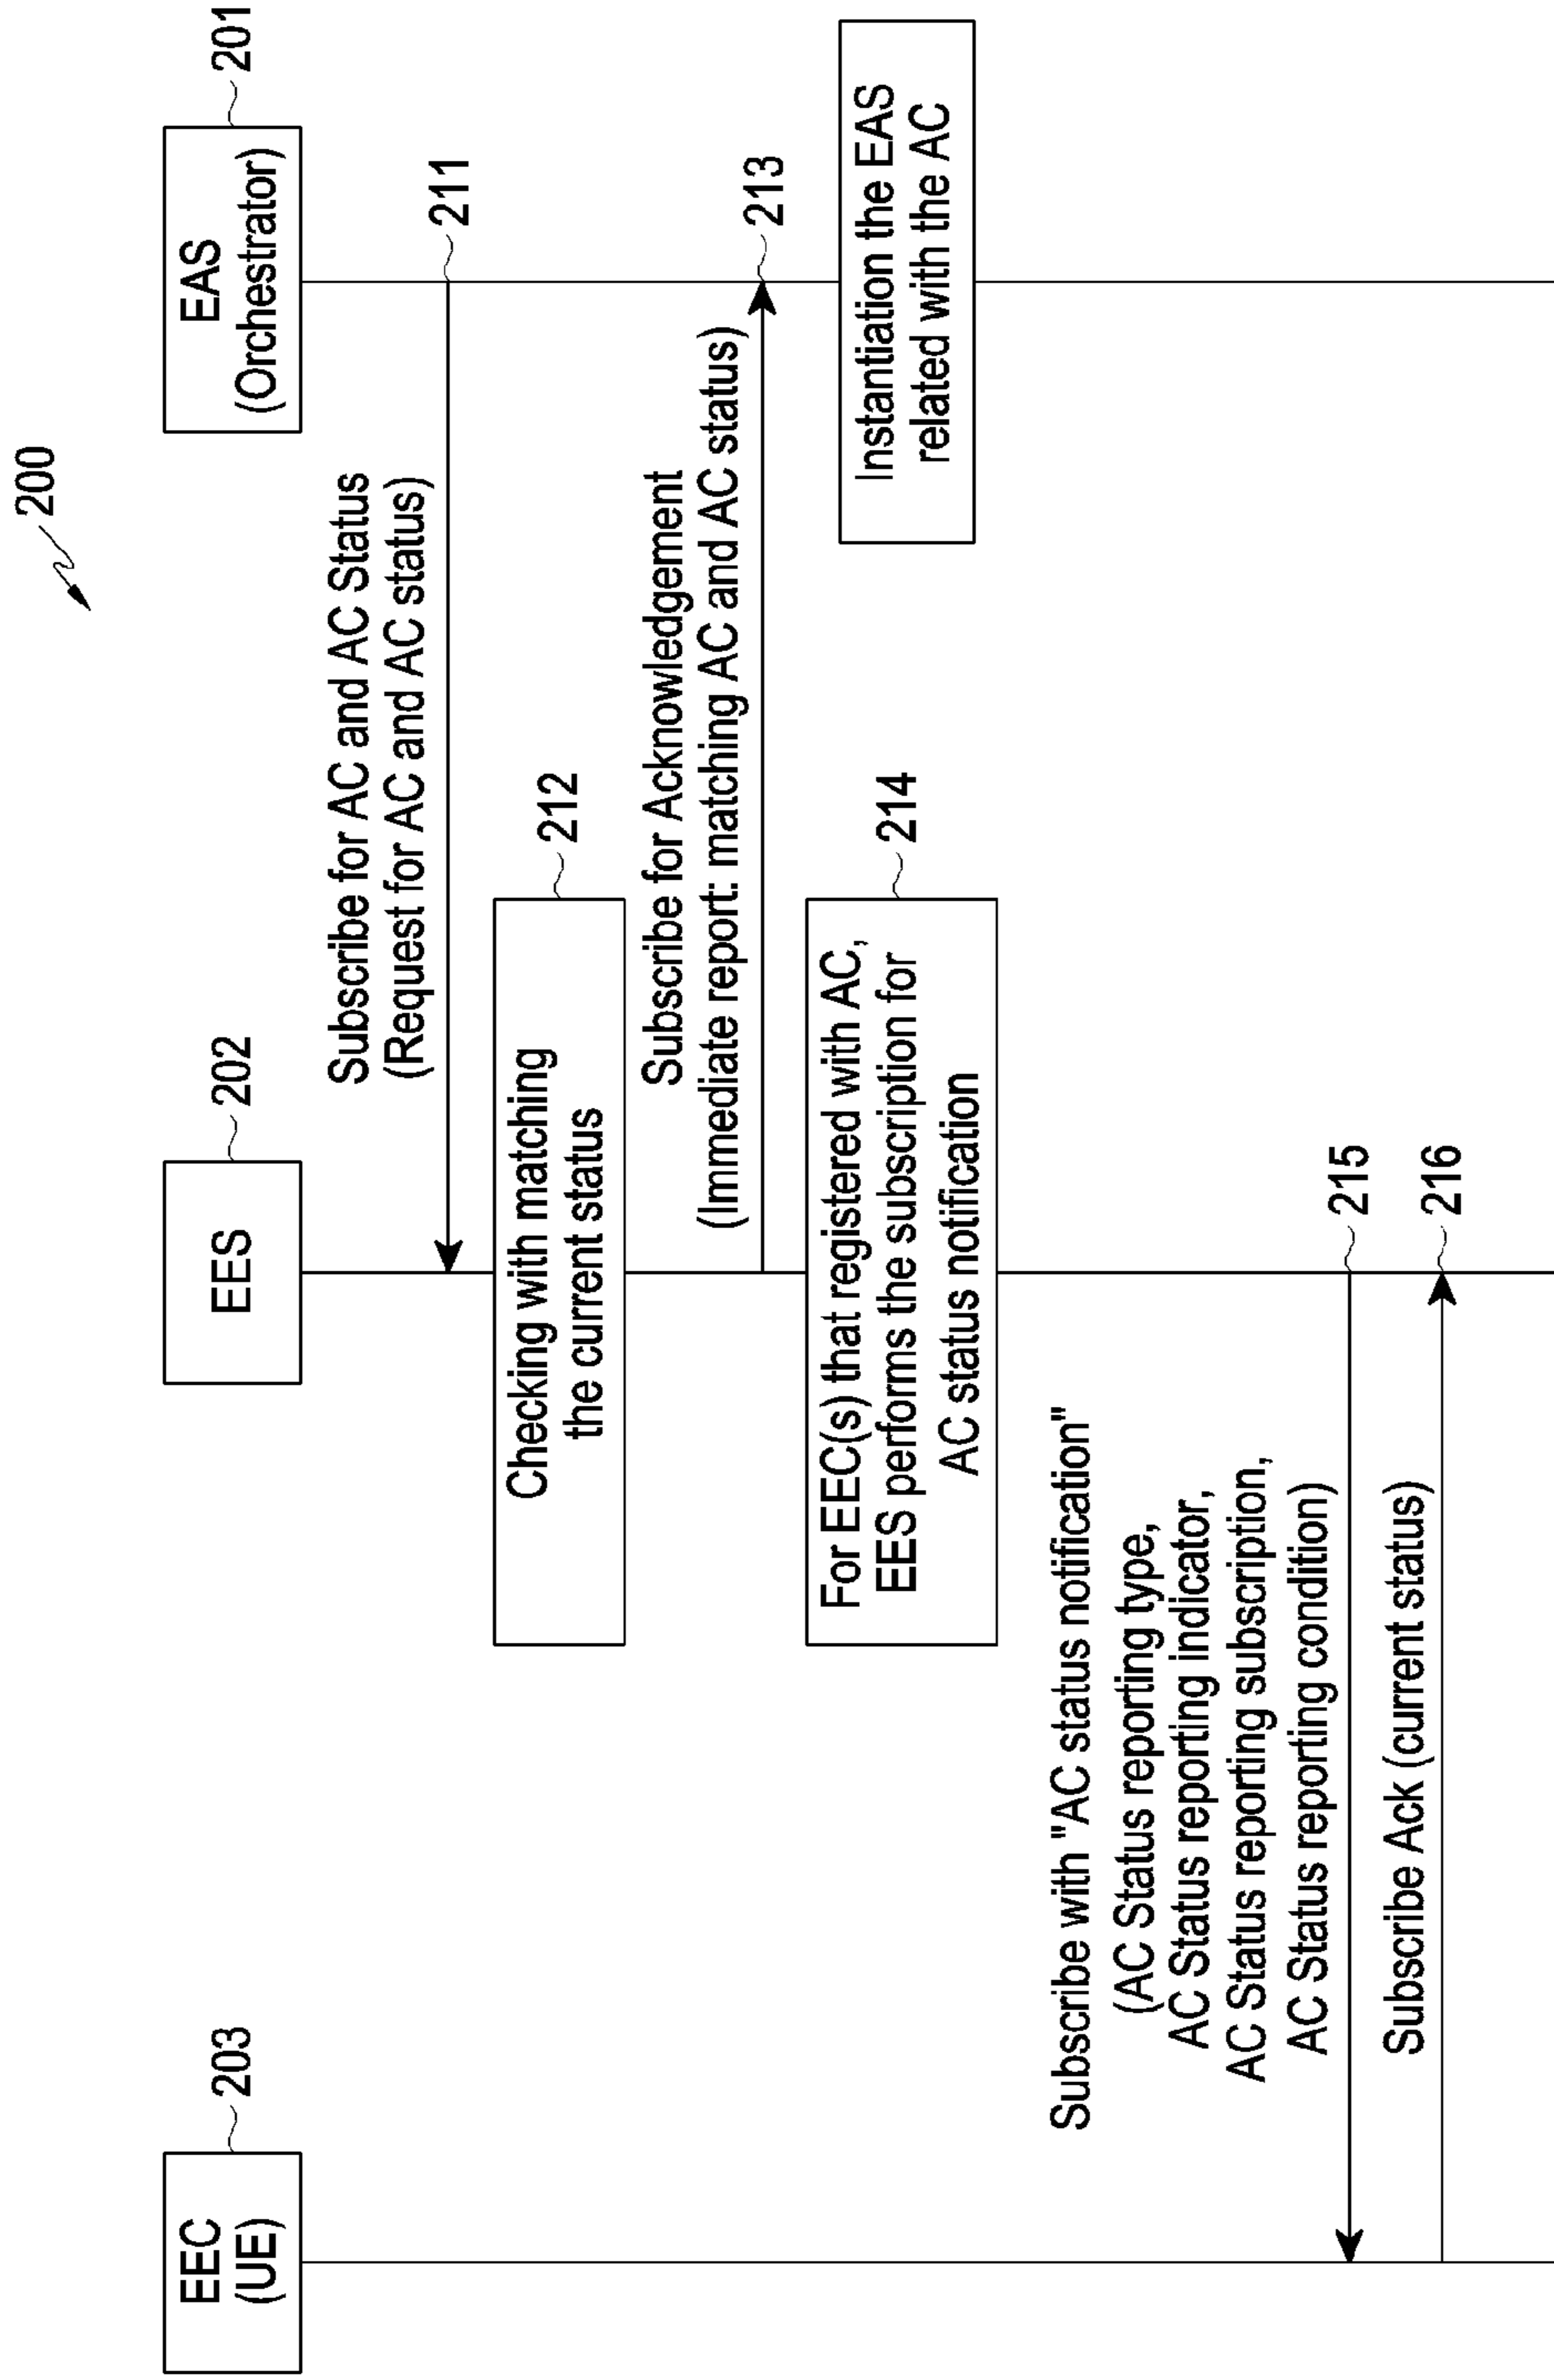 200
EEC
(UE)
203
EES
202
EAS
(Orchestrator)
201
Subscribe for AC and AC Status
(Request for AC and AC status)
211
Checking with matching
the current status
212
Subscribe for Acknowledgement
(Immediate report: matching AC and AC status)
213
For EEC(s) that registered with AC,
EES performs the subscription for
AC status notification
214
Instantiation the EAS
related with the AC
Subscribe with "AC status notification"
(AC Status reporting type,
AC Status reporting indicator,
AC Status reporting subscription,
AC Status reporting condition)
215
Subscribe Ack (current status)
216